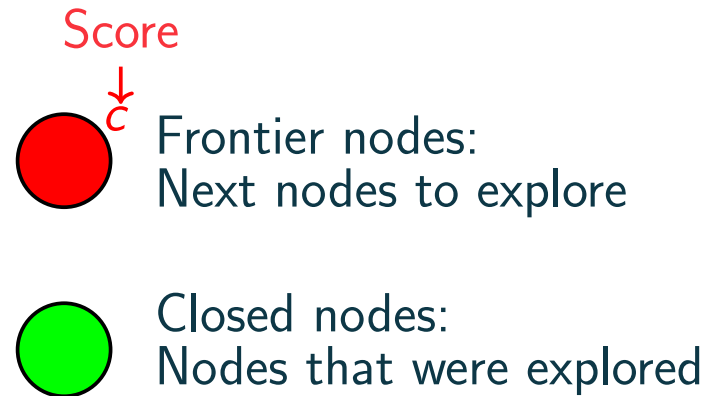 Score
↓
c
Frontier nodes:
Next nodes to explore
Closed nodes:
Nodes that were explored